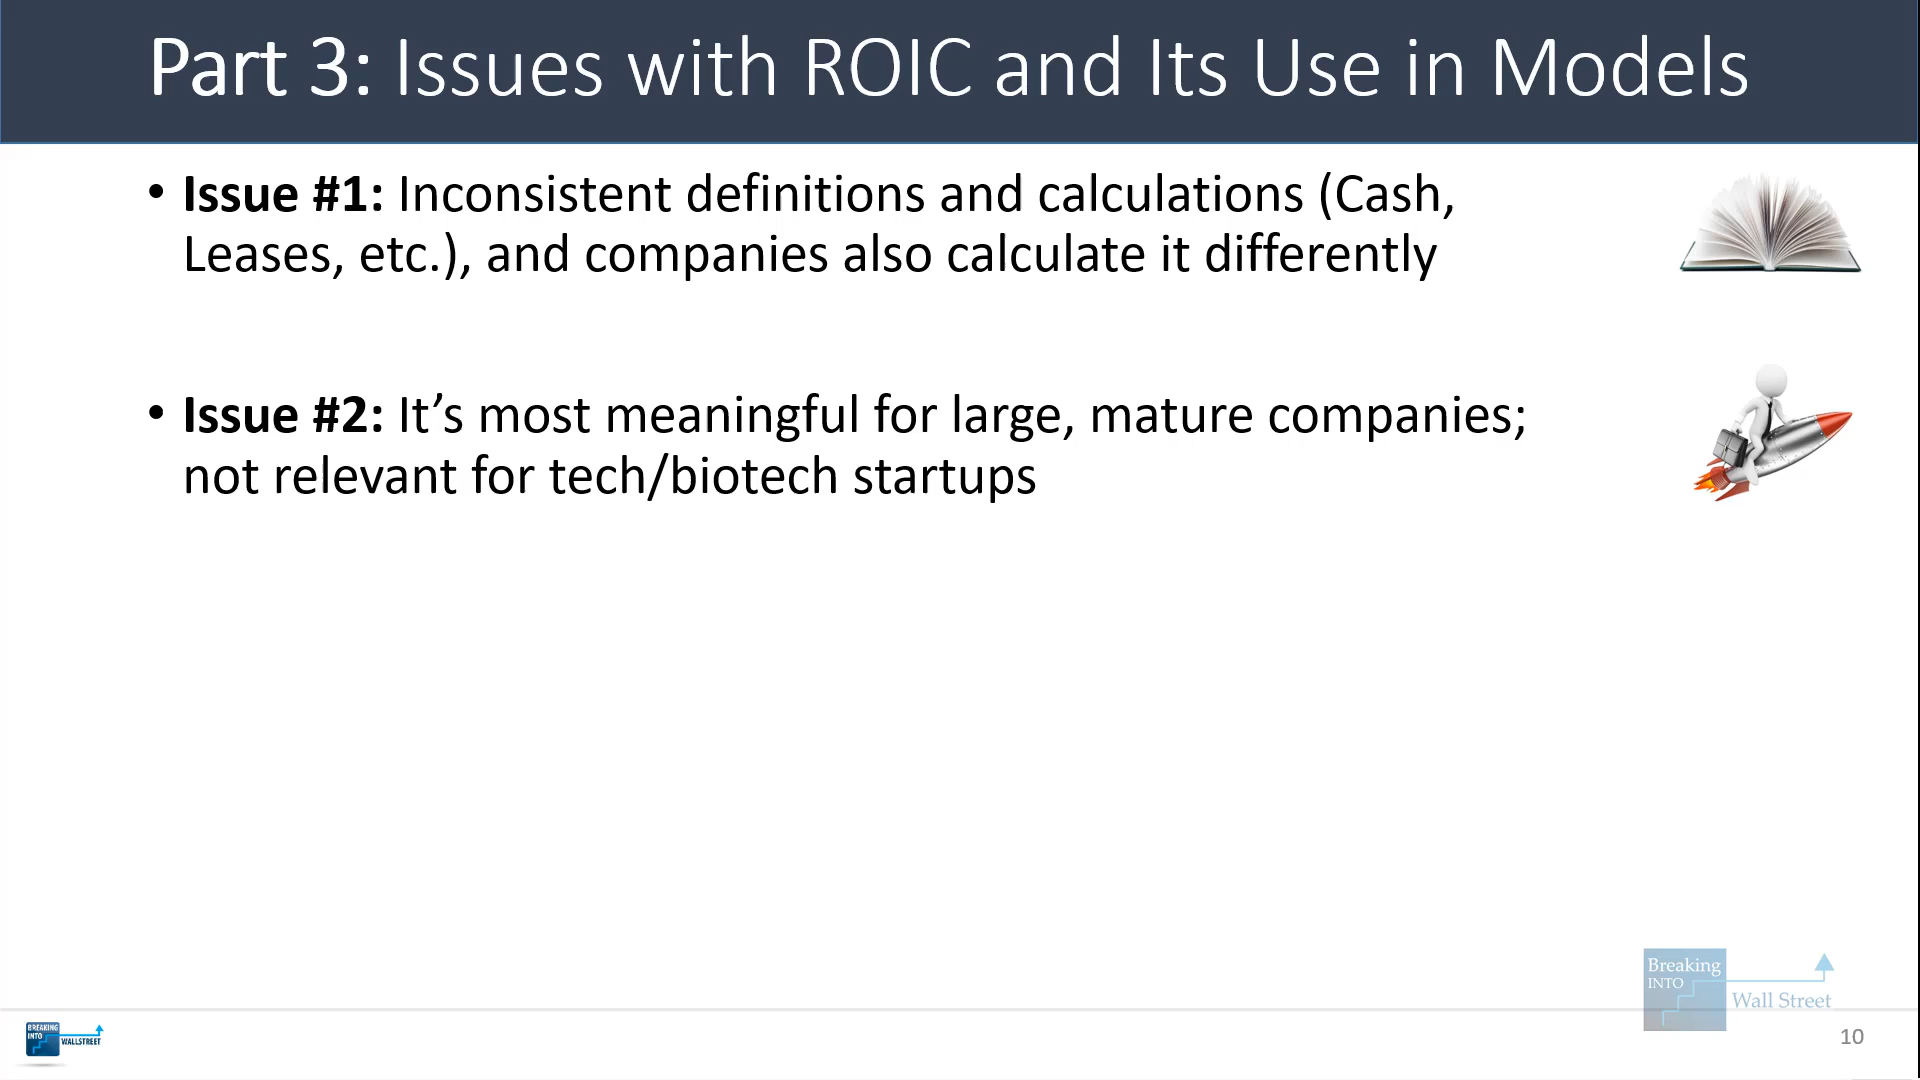 Part 3: Issues with ROIC and Its Use in Models
• Issue #1: Inconsistent definitions and calculations (Cash,
Leases, etc.), and companies also calculate it differently
• Issue #2: It’s most meaningful for large, mature companies;
not relevant for tech/biotech startups
Breaking
INTO
Wall Street
BREAKING
INTO
WALLSTREET
10